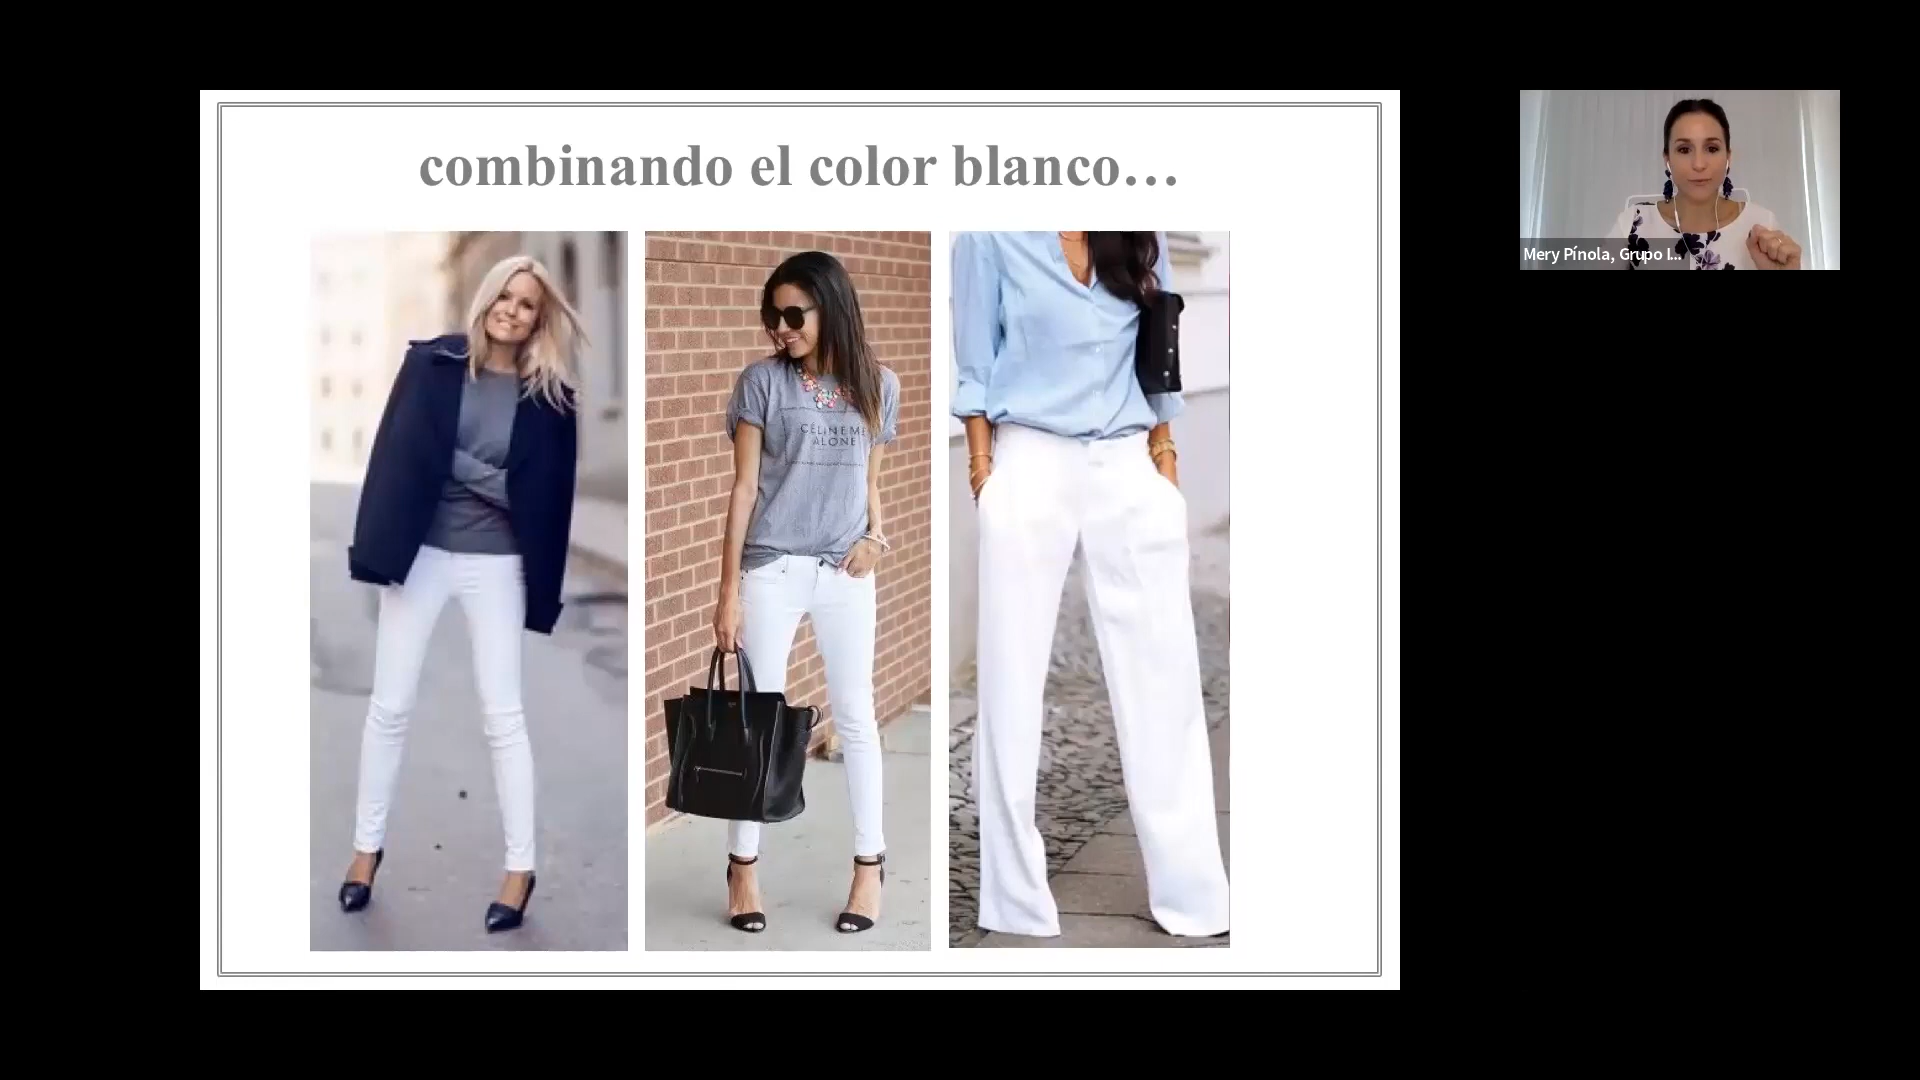 combinando el color blanco...
CÉLINE ME
ALONE
Mery Pínola, Grupo I...